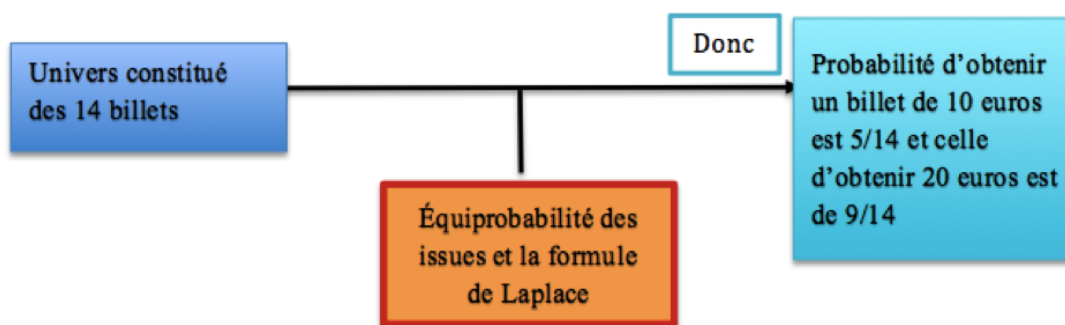 Univers constitué
des 14 billets
Donc
Probabilité d’obtenir
un billet de 10 euros
est 5/14 et celle
d’obtenir 20 euros est
de 9/14
Équiprobabilité des
issues et la formule
de Laplace